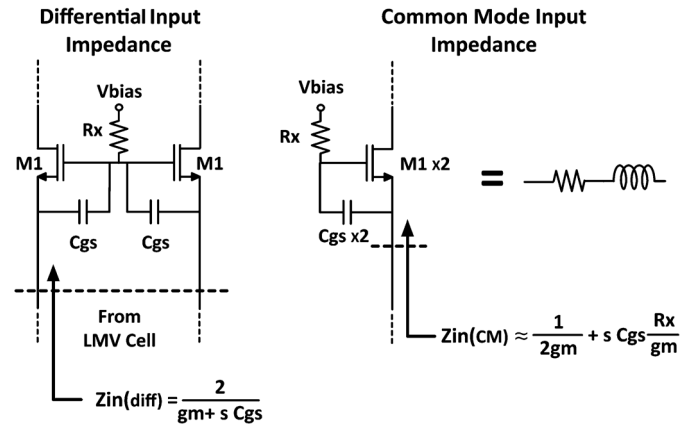 Differential Input
Impedance
Common Mode Input
Impedance
Vbias
Rx
M1
M1
Cgs
Cgs
From
LMV Cell
Zin(diff) = 2 / gm+ s Cgs
Vbias
Rx
M1 x2
Cgs x2
=
Zin(CM) ≈ 1 / 2gm + s Cgs Rx / gm